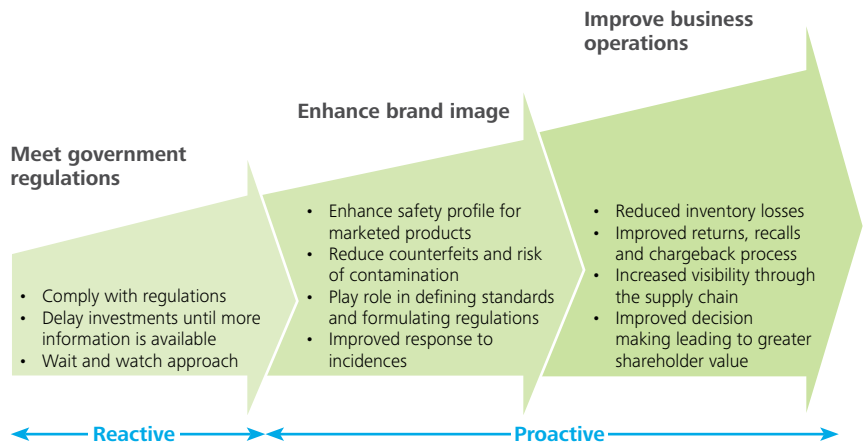 Meet government
regulations
• Comply with regulations
• Delay investments until more
information is available
• Wait and watch approach
Enhance brand image
• Enhance safety profile for
marketed products
• Reduce counterfeits and risk
of contamination
• Play role in defining standards
and formulating regulations
• Improved response to
incidences
Improve business
operations
• Reduced inventory losses
• Improved returns, recalls
and chargeback process
• Increased visibility through
the supply chain
• Improved decision
making leading to greater
shareholder value
Reactive
Proactive